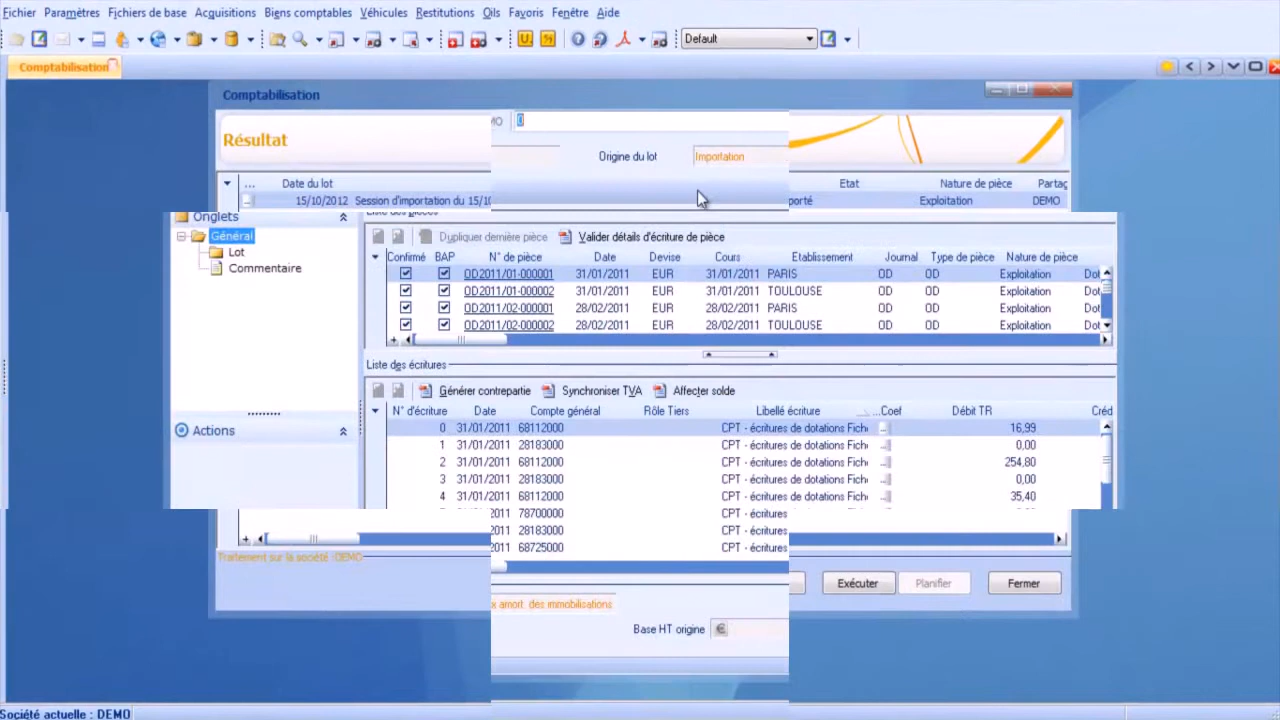 Fichier Paramètres Fichiers de base Acquisitions Biens comptables Véhicules Restitutions Oils Favoris Fenêtre Aide
Default
Comptabilisation
Comptabilisation
Résultat
MO 0
Origine du lot Importation
... Date du lot Etat Nature de pièce Partag
15/10/2012 Session d'importation du 15/10 porté Exploitation DEMO
Onglets
Liste des pièces
Général
Lot
Commentaire
Dupliquer dernière pièce Valider détails d'écriture de pièce
Confirmé BAP N° de pièce Date Devise Cours Etablissement Journal Type de pièce Nature de pièce
OD2011/01-000001 31/01/2011 EUR 31/01/2011 PARIS OD OD Exploitation Dot
OD2011/01-000002 31/01/2011 EUR 31/01/2011 TOULOUSE OD OD Exploitation Dot
OD2011/02-000001 28/02/2011 EUR 28/02/2011 PARIS OD OD Exploitation Dot
OD2011/02-000002 28/02/2011 EUR 28/02/2011 TOULOUSE OD OD Exploitation Dot
Liste des écritures
Générer contrepartie Synchroniser TVA Affecter solde
N° d'écriture Date Compte général Rôle Tiers Libellé écriture ...Coef Débit TR Créd
0 31/01/2011 68112000 CPT - écritures de dotations Fich 16,99
1 31/01/2011 28183000 CPT - écritures de dotations Fich 0,00
2 31/01/2011 68112000 CPT - écritures de dotations Fich 254,80
3 31/01/2011 28183000 CPT - écritures de dotations Fich 0,00
4 31/01/2011 68112000 CPT - écritures de dotations Fich 35,40
Actions
2011 78700000 CPT - écritures
2011 28183000 CPT - écritures
2011 68725000 CPT - écritures
Traitement sur la société :DEMO
Exécuter Planifier Fermer
x amort. des immobilisations
Base HT origine €
Société actuelle : DEMO